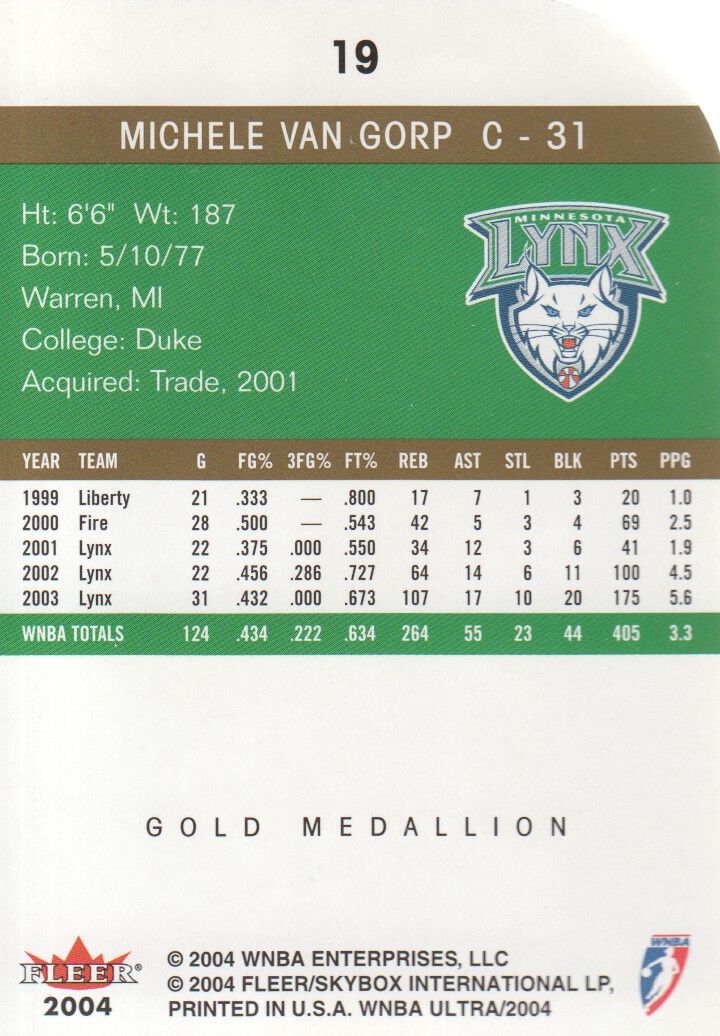 19
MICHELE VAN GORP C - 31
Ht: 6'6" Wt: 187
Born: 5/10/77
Warren, MI
College: Duke
Acquired: Trade, 2001
MINNESOTA
LYNX
YEAR TEAM G FG% 3FG% FT% REB AST STL BLK PTS PPG
1999 Liberty 21 .333 — .800 17 7 1 3 20 1.0
2000 Fire 28 .500 — .543 42 5 3 4 69 2.5
2001 Lynx 22 .375 .000 .550 34 12 3 6 41 1.9
2002 Lynx 22 .456 .286 .727 64 14 6 11 100 4.5
2003 Lynx 31 .432 .000 .673 107 17 10 20 175 5.6
WNBA TOTALS 124 .434 .222 .634 264 55 23 44 405 3.3
GOLD MEDALLION
FLEER®
2004
© 2004 WNBA ENTERPRISES, LLC
© 2004 FLEER/SKYBOX INTERNATIONAL LP,
PRINTED IN U.S.A. WNBA ULTRA/2004
WNBA